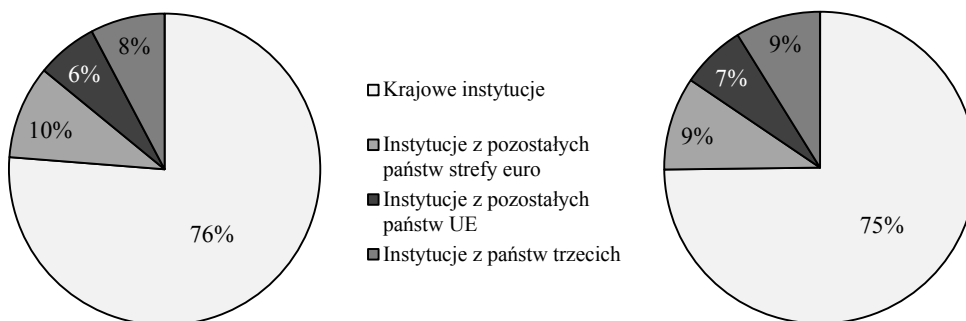 8%
6%
10%
76%
Krajowe instytucje
Instytucje z pozostałych
państw strefy euro
Instytucje z pozostałych
państw UE
Instytucje z państw trzecich
9%
7%
9%
75%